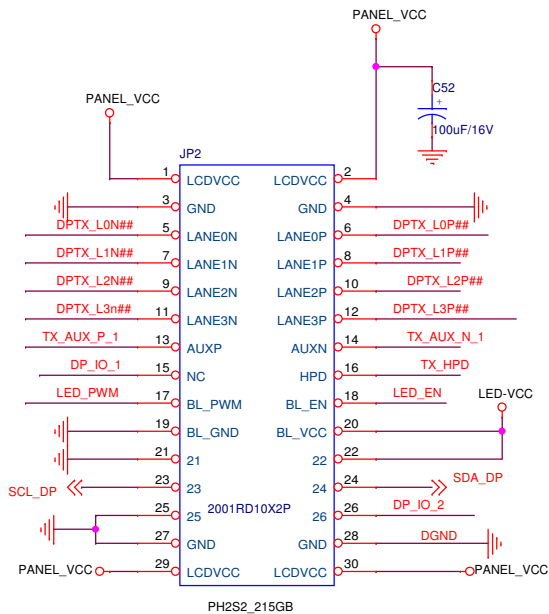 PANEL_VCC
C52
+
100uF/16V
PANEL_VCC
JP2
1 LCDVCC LCDVCC 2
3 GND GND 4
DPTX_L0N## 5 LANE0N LANE0P 6 DPTX_L0P##
DPTX_L1N## 7 LANE1N LANE1P 8 DPTX_L1P##
DPTX_L2N## 9 LANE2N LANE2P 10 DPTX_L2P##
DPTX_L3n## 11 LANE3N LANE3P 12 DPTX_L3P##
TX_AUX_P_1 13 AUXP AUXN 14 TX_AUX_N_1
DP_IO_1 15 NC HPD 16 TX_HPD
LED_PWM 17 BL_PWM BL_EN 18 LED_EN
LED-VCC
19 BL_GND BL_VCC 20
21 21 22 22
SCL_DP 23 23 24 24 SDA_DP
25 25 2001RD10X2P 26 26 DP_IO_2
27 GND GND 28 DGND
PANEL_VCC 29 LCDVCC LCDVCC 30 PANEL_VCC
PH2S2_215GB